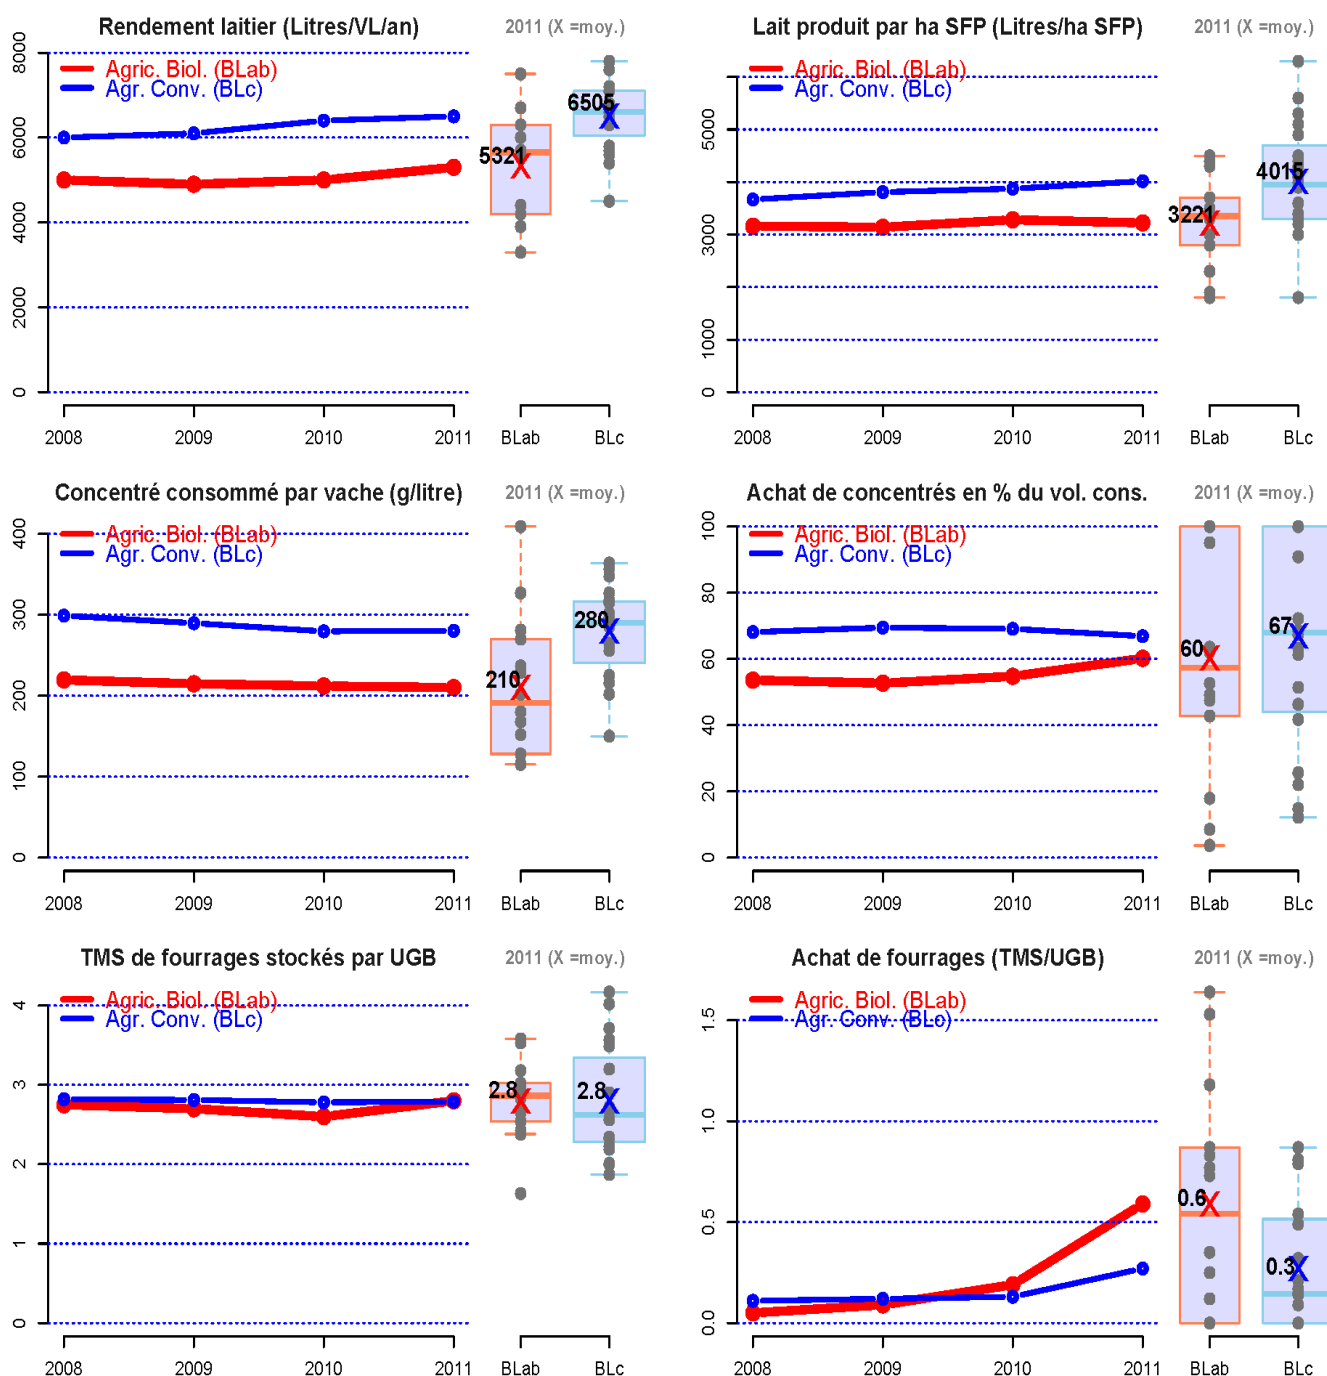 Rendement laitier (Litres/VL/an)
2011 (X =moy.)
Agric. Biol. (BLab)
Agr. Conv. (BLc)
8000
6000
4000
2000
0
6505
5321
2008 2009 2010 2011 BLab BLc
Lait produit par ha SFP (Litres/ha SFP)
2011 (X =moy.)
Agric. Biol. (BLab)
Agr. Conv. (BLc)
5000
3000
1000
0
4015
3221
2008 2009 2010 2011 BLab BLc
Concentré consommé par vache (g/litre)
2011 (X =moy.)
Agric. Biol. (BLab)
Agr. Conv. (BLc)
400
300
200
100
0
280
210
2008 2009 2010 2011 BLab BLc
Achat de concentrés en % du vol. cons.
2011 (X =moy.)
Agric. Biol. (BLab)
Agr. Conv. (BLc)
100
80
60
40
20
0
67
60
2008 2009 2010 2011 BLab BLc
TMS de fourrages stockés par UGB
2011 (X =moy.)
Agric. Biol. (BLab)
Agr. Conv. (BLc)
4
3
2
1
0
2.8
2.8
2008 2009 2010 2011 BLab BLc
Achat de fourrages (TMS/UGB)
2011 (X =moy.)
Agric. Biol. (BLab)
Agr. Conv. (BLc)
1.5
1.0
0.5
0.0
0.6
0.3
2008 2009 2010 2011 BLab BLc